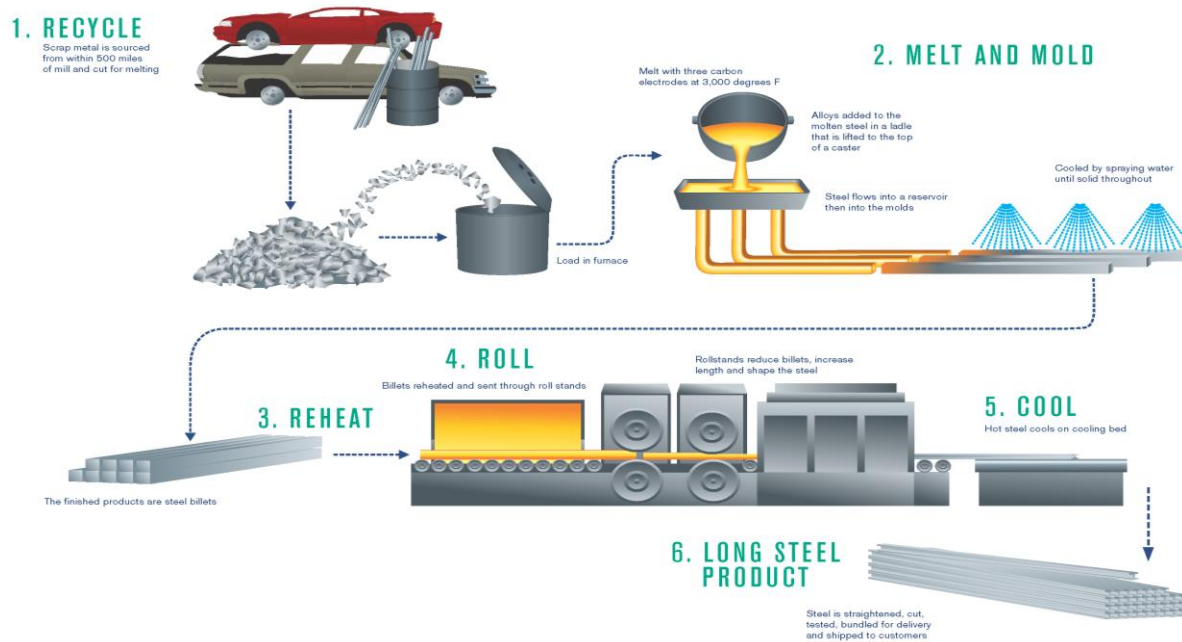 1. RECYCLE
Scrap metal is sourced
from within 500 miles
of mill and cut for melting
2. MELT AND MOLD
Melt with three carbon
electrodes at 3,000 degrees F
Alloys added to the
molten steel in a ladle
that is lifted to the top
of a caster
Cooled by spraying water
until solid throughout
Steel flows into a reservoir
then into the molds
Load in furnace
3. REHEAT
The finished products are steel billets
4. ROLL
Billets reheated and sent through roll stands
Rollstands reduce billets, increase
length and shape the steel
5. COOL
Hot steel cools on cooling bed
6. LONG STEEL
PRODUCT
Steel is straightened, cut,
tested, bundled for delivery
and shipped to customers